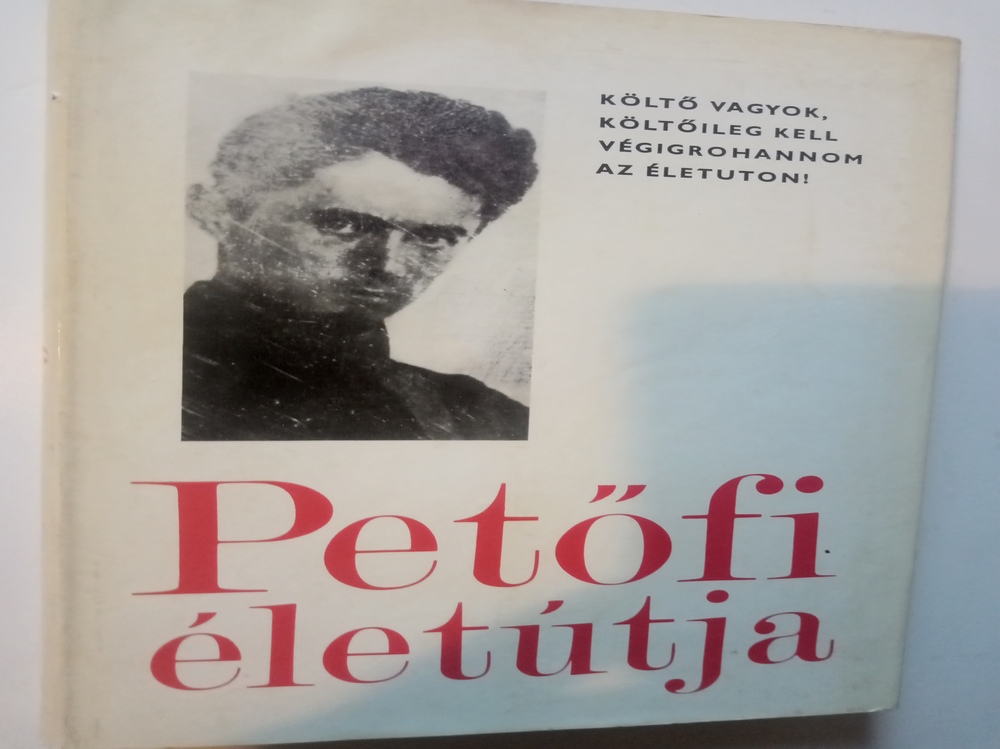 KÖLTŐ VAGYOK,
KÖLTŐILEG KELL
VÉGIGROHANNOM
AZ ÉLETUTON!
Petőfi
életútja